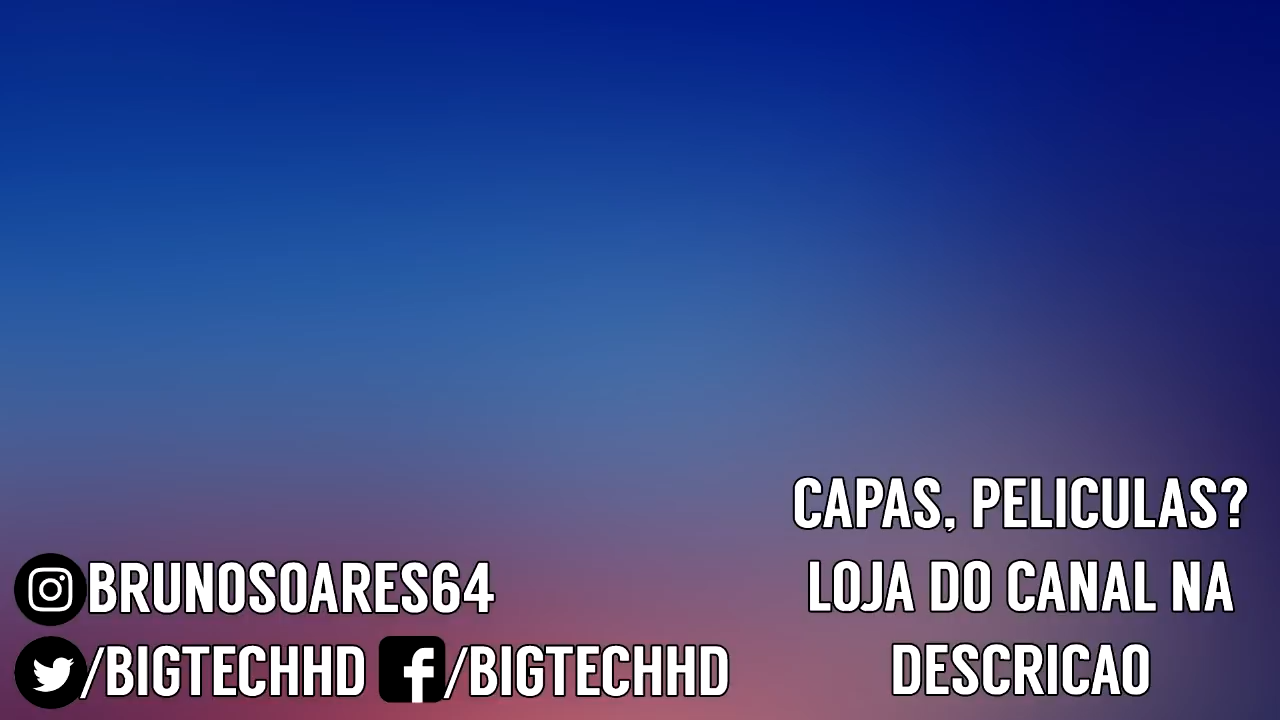 BRUNOSOARES64
/BIGTECHHD /BIGTECHHD
CAPAS, PELICULAS?
LOJA DO CANAL NA
DESCRICAO